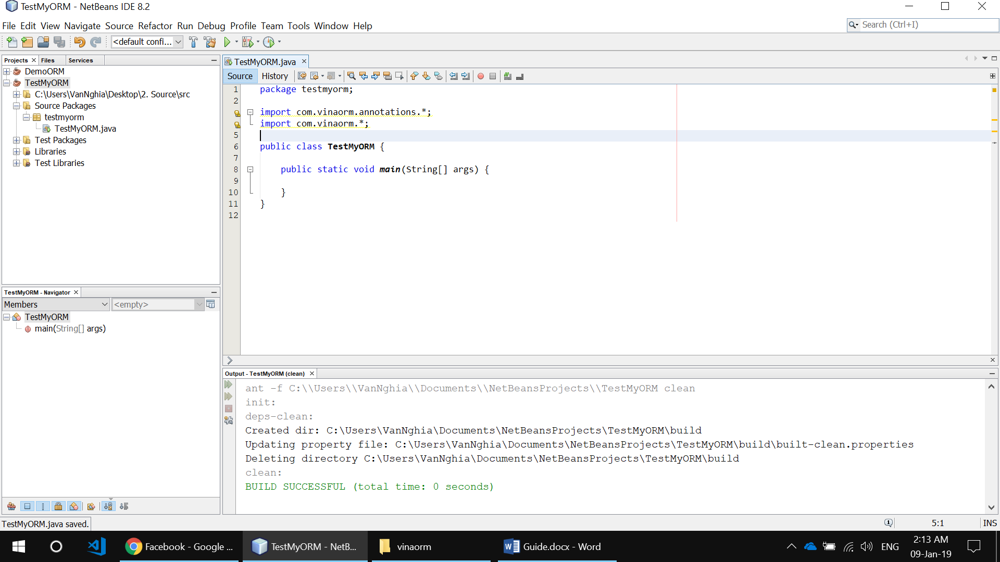 TestMyORM - NetBeans IDE 8.2
File Edit View Navigate Source Refactor Run Debug Profile Team Tools Window Help
Search (Ctrl+I)
<default confi...
Projects Files Services
DemoORM
TestMyORM
C:\Users\VanNghia\Desktop\2. Source\src
Source Packages
testmyorm
TestMyORM.java
Test Packages
Libraries
Test Libraries
TestMyORM - Navigator
Members
<empty>
TestMyORM
main(String[] args)
TestMyORM.java
Source History
1 package testmyorm;
2
import com.vinaorm.annotations.*;
import com.vinaorm.*;
5
6 public class TestMyORM {
7
8 public static void main(String[] args) {
9
10 }
11 }
12
Output - TestMyORM (clean)
ant -f C:\\Users\\VanNghia\\Documents\\NetBeansProjects\\TestMyORM clean
init:
deps-clean:
Created dir: C:\Users\VanNghia\Documents\NetBeansProjects\TestMyORM\build
Updating property file: C:\Users\VanNghia\Documents\NetBeansProjects\TestMyORM\build\built-clean.properties
Deleting directory C:\Users\VanNghia\Documents\NetBeansProjects\TestMyORM\build
clean:
BUILD SUCCESSFUL (total time: 0 seconds)
TestMyORM.java saved.
5:1 INS
Facebook - Google ...
TestMyORM - NetB...
vinaorm
Guide.docx - Word
ENG
2:13 AM
09-Jan-19